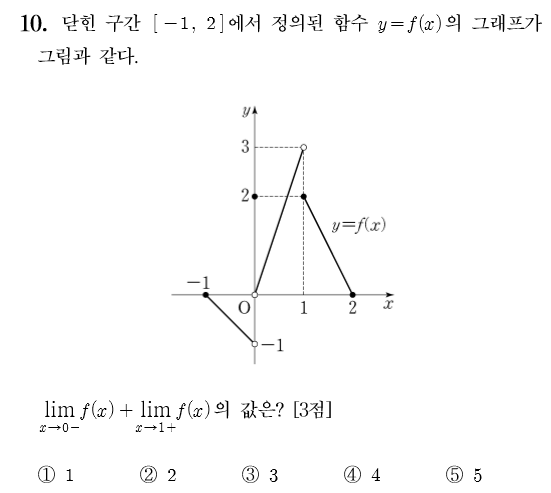 10. 닫힌 구간 [-1, 2]에서 정의된 함수 y=f(x)의 그래프가
그림과 같다.
y
3
2
y=f(x)
-1
O
1
2
x
-1
lim f(x) + lim f(x)의 값은? [3점]
x→0- x→1+
① 1 ② 2 ③ 3 ④ 4 ⑤ 5